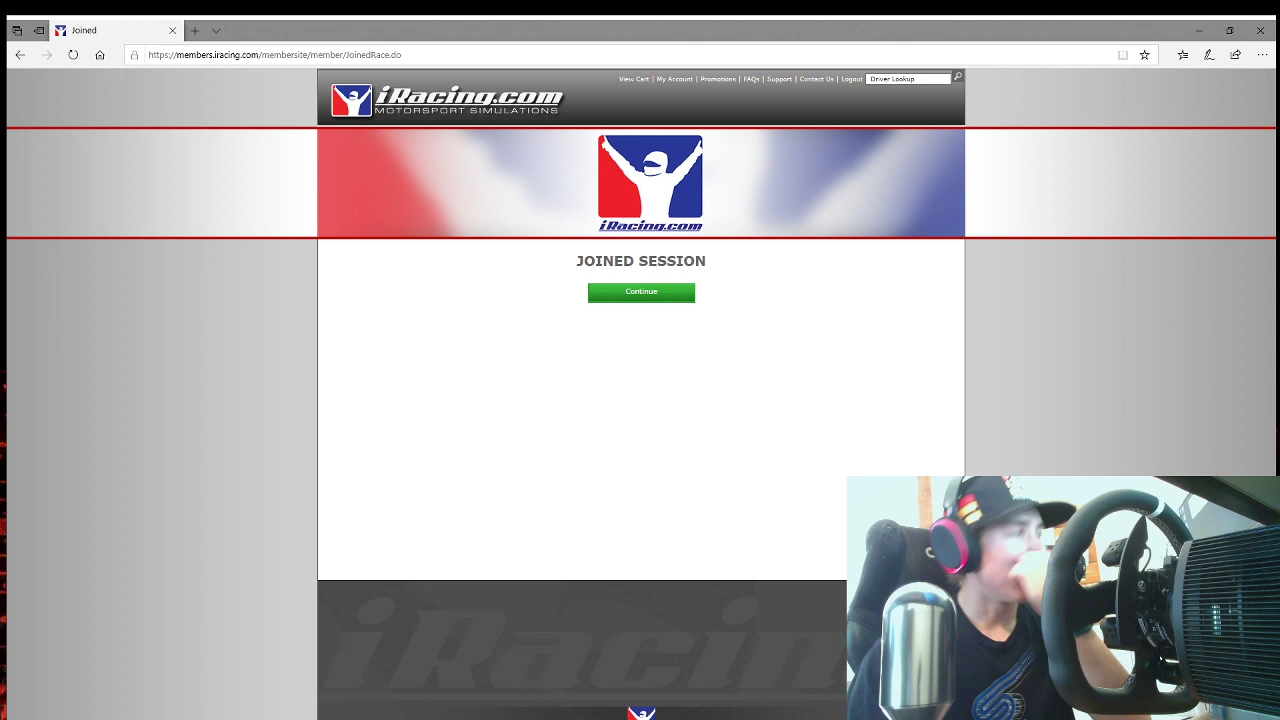 Joined
https://members.iracing.com/membersite/member/JoinedRace.do
View Cart | My Account | Promotions | FAQs | Support | Contact Us | Logout Driver Lookup
iRacing.com
MOTORSPORT SIMULATIONS
iRacing.com
JOINED SESSION
Continue
iRacing